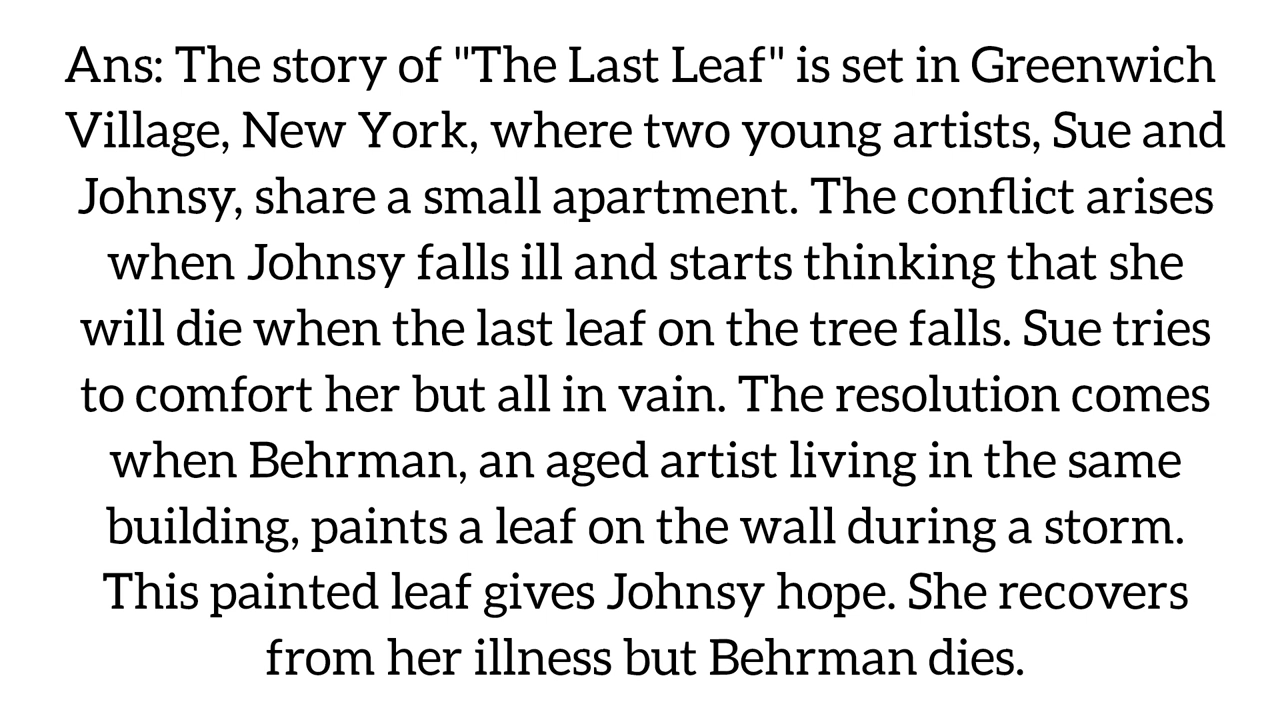 Ans: The story of "The Last Leaf" is set in Greenwich
Village, New York, where two young artists, Sue and
Johnsy, share a small apartment. The conflict arises
when Johnsy falls ill and starts thinking that she
will die when the last leaf on the tree falls. Sue tries
to comfort her but all in vain. The resolution comes
when Behrman, an aged artist living in the same
building, paints a leaf on the wall during a storm.
This painted leaf gives Johnsy hope. She recovers
from her illness but Behrman dies.